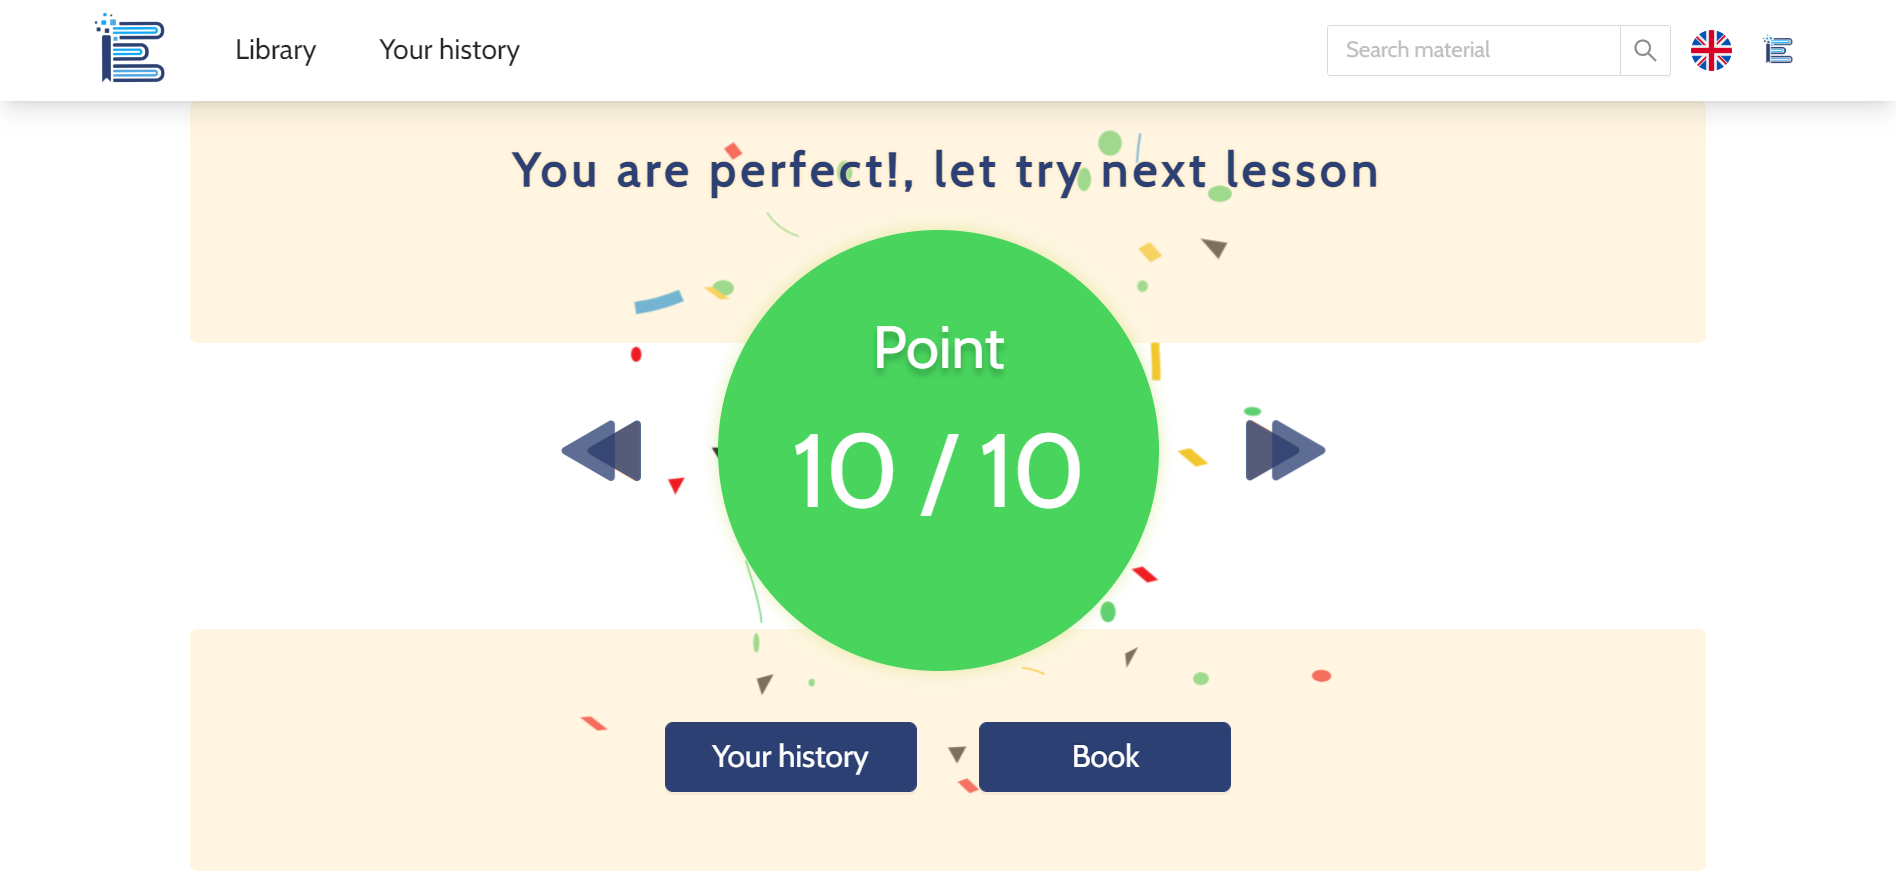 Library
Your history
Search material
You are perfect!, let try next lesson
Point
10 / 10
Your history
Book